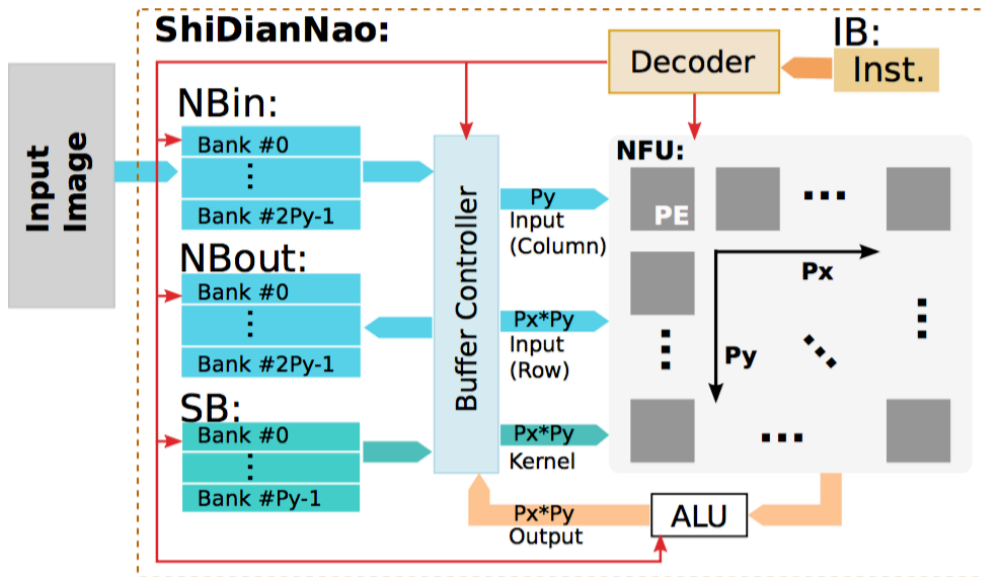 ShiDianNao:
IB:
Inst.
Decoder
Input
Image
NBin:
Bank #0
Bank #2Py-1
NBout:
Bank #0
Bank #2Py-1
SB:
Bank #0
Bank #Py-1
Buffer Controller
Py
Input
(Column)
Px*Py
Input
(Row)
Px*Py
Kernel
NFU:
PE
Px
Py
ALU
Px*Py
Output